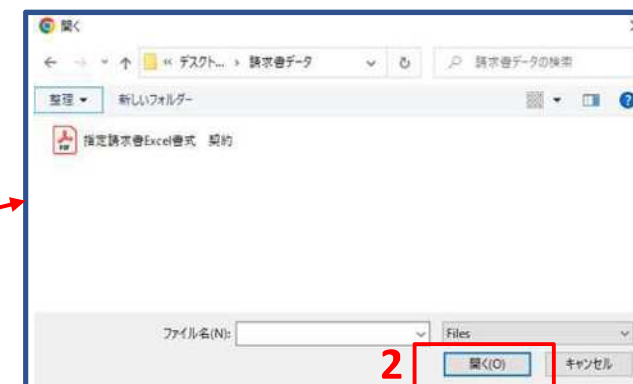 開く
« デスクト... › 請求書データ
請求書データの検索
整理
新しいフォルダー
指定請求書Excel書式 契約
ファイル名(N):
Files
2
開く(O)
キャンセル